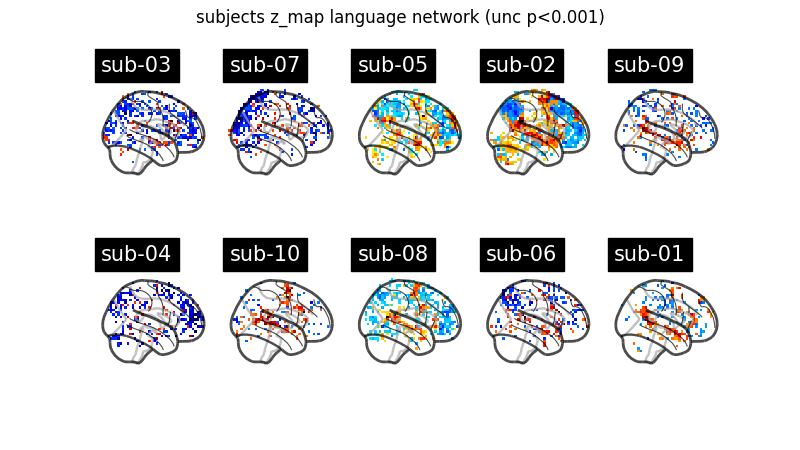 subjects z_map language network (unc p<0.001)
sub-03 sub-07 sub-05 sub-02 sub-09
sub-04 sub-10 sub-08 sub-06 sub-01